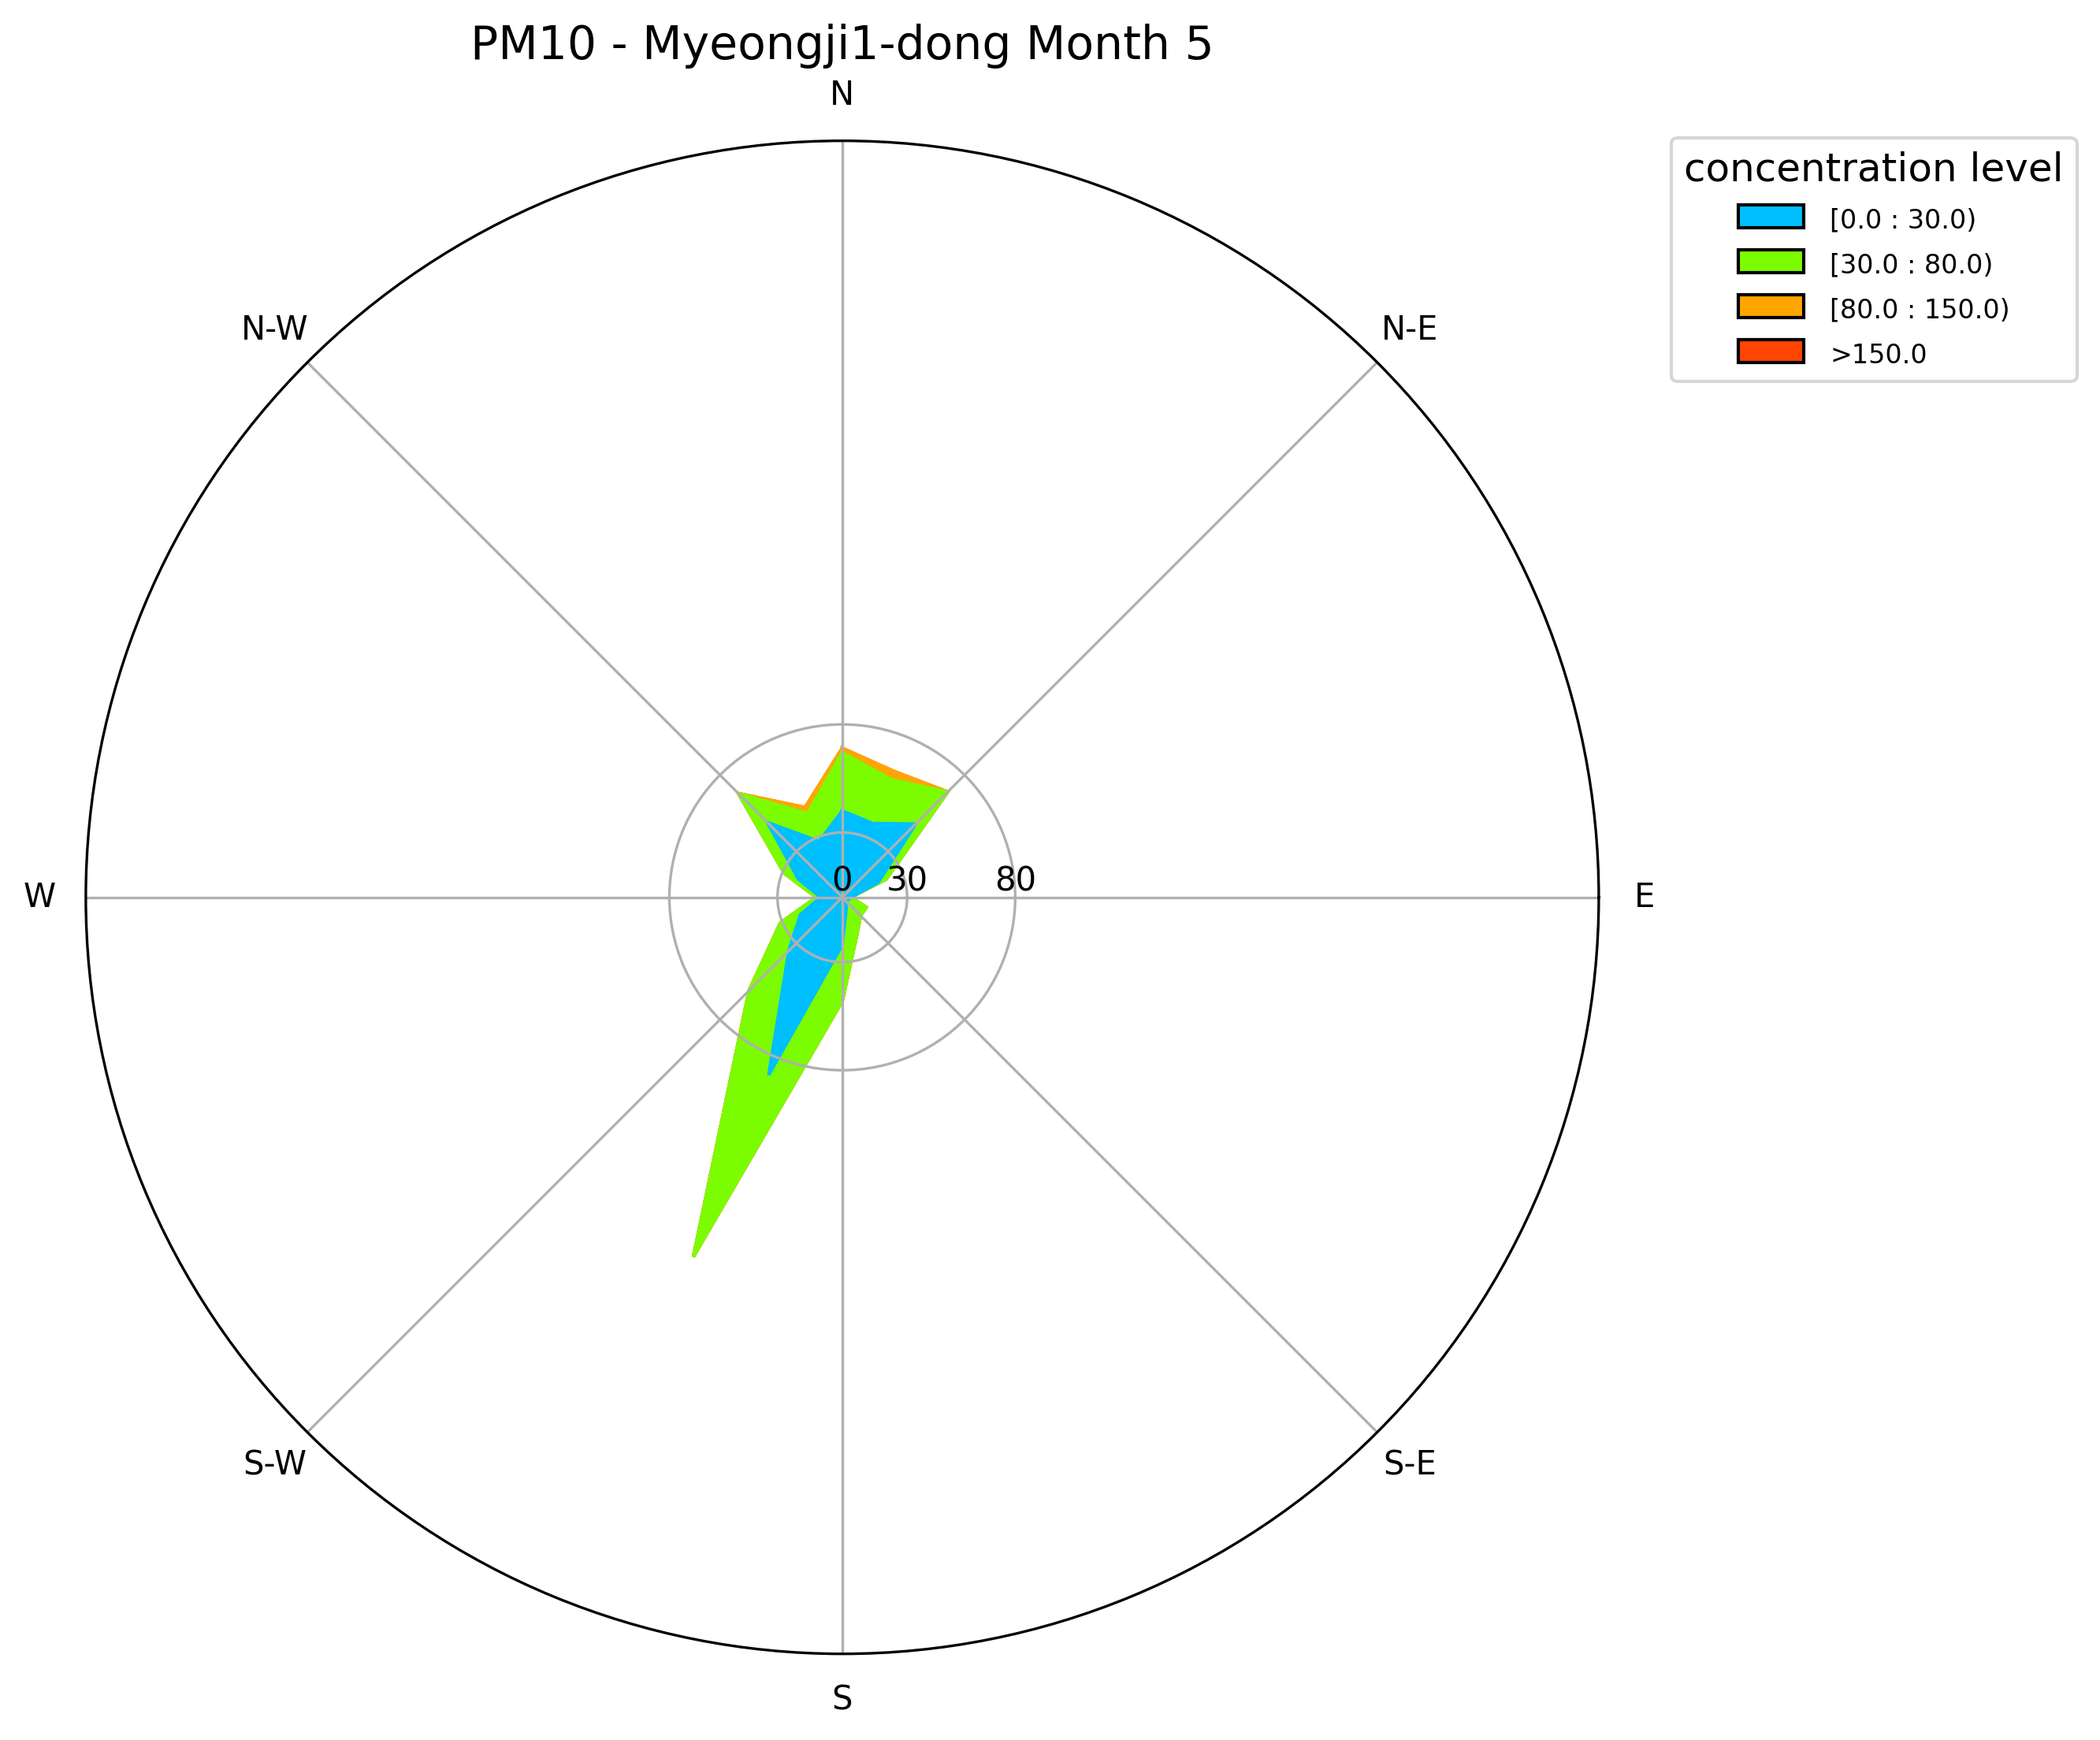 PM10 - Myeongji1-dong Month 5
N
concentration level
[0.0 : 30.0)
[30.0 : 80.0)
[80.0 : 150.0)
>150.0
N-W
N-E
0
30
80
W
E
S-W
S-E
S